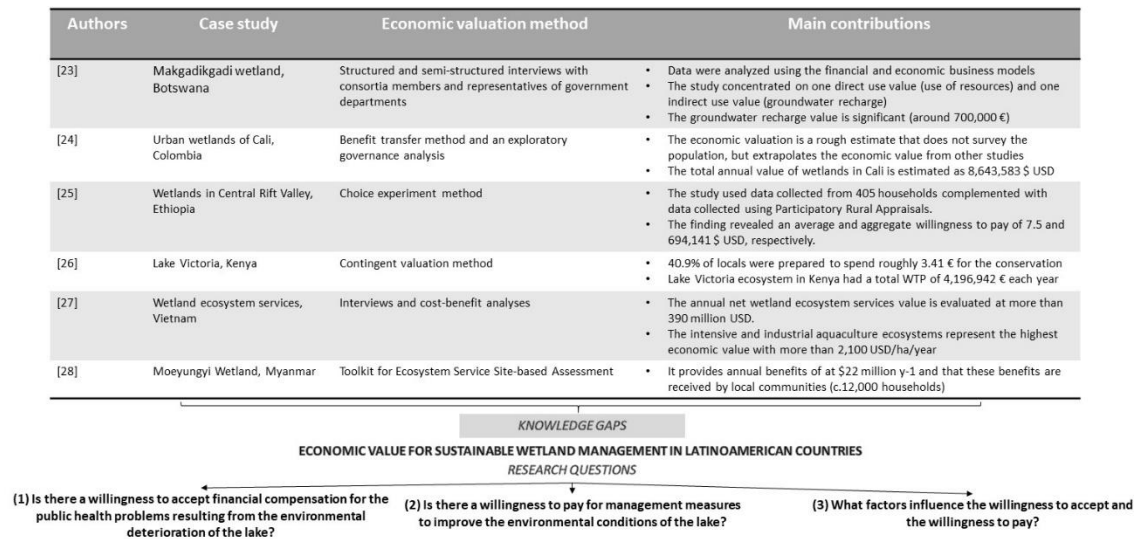 Authors Case study Economic valuation method Main contributions
[23] Makgadikgadi wetland, Structured and semi-structured interviews with • Data were analyzed using the financial and economic business models
Botswana consortia members and representatives of government • The study concentrated on one direct use value (use of resources) and one
departments indirect use value (groundwater recharge)
• The groundwater recharge value is significant (around 700,000 €)
[24] Urban wetlands of Cali, Benefit transfer method and an exploratory • The economic valuation is a rough estimate that does not survey the
Colombia governance analysis population, but extrapolates the economic value from other studies
• The total annual value of wetlands in Cali is estimated as 8,643,583 $ USD
[25] Wetlands in Central Rift Valley, Choice experiment method • The study used data collected from 405 households complemented with
Ethiopia data collected using Participatory Rural Appraisals.
• The finding revealed an average and aggregate willingness to pay of 7.5 and
694,141 $ USD, respectively.
[26] Lake Victoria, Kenya Contingent valuation method • 40.9% of locals were prepared to spend roughly 3.41 € for the conservation
• Lake Victoria ecosystem in Kenya had a total WTP of 4,196,942 € each year
[27] Wetland ecosystem services, Interviews and cost-benefit analyses • The annual net wetland ecosystem services value is evaluated at more than
Vietnam 390 million USD.
• The intensive and industrial aquaculture ecosystems represent the highest
economic value with more than 2,100 USD/ha/year
[28] Moeyungyi Wetland, Myanmar Toolkit for Ecosystem Service Site-based Assessment • It provides annual benefits of at $22 million y-1 and that these benefits are
received by local communities (c.12,000 households)
KNOWLEDGE GAPS
ECONOMIC VALUE FOR SUSTAINABLE WETLAND MANAGEMENT IN LATINOAMERICAN COUNTRIES
RESEARCH QUESTIONS
(1) Is there a willingness to accept financial compensation for the
public health problems resulting from the environmental
deterioration of the lake?
(2) Is there a willingness to pay for management measures
to improve the environmental conditions of the lake?
(3) What factors influence the willingness to accept and
the willingness to pay?